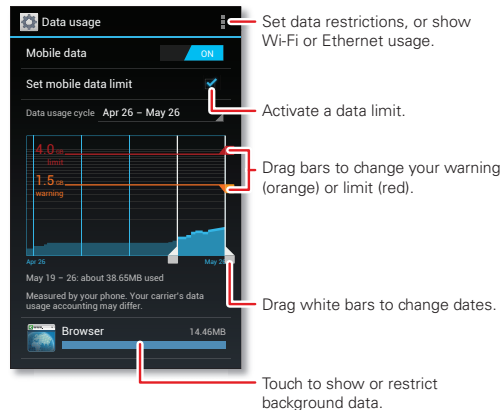 Data usage
Set data restrictions, or show
Wi-Fi or Ethernet usage.
Mobile data
ON
Set mobile data limit
Activate a data limit.
Data usage cycle Apr 26 – May 26
4.0 GB
limit
1.5 GB
warning
Drag bars to change your warning
(orange) or limit (red).
Apr 26
May 26
May 19 – 26: about 38.65MB used
Measured by your phone. Your carrier's data
usage accounting may differ.
Drag white bars to change dates.
Browser
14.46MB
Touch to show or restrict
background data.